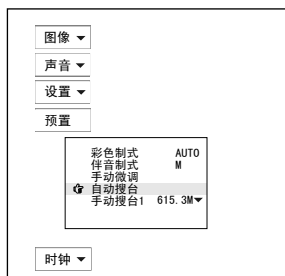 图像
声音
设置
预置
彩色制式 AUTO
伴音制式 M
手动微调
自动搜台
手动搜台1 615.3M
时钟